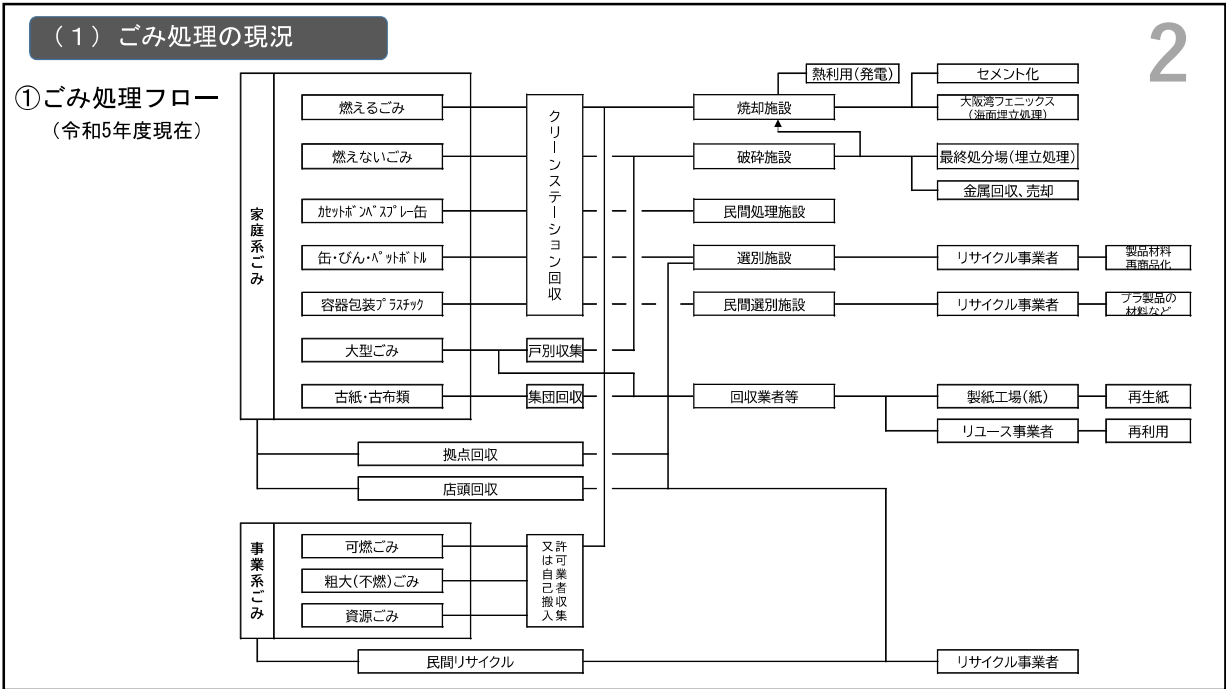 （１）ごみ処理の現況
2
①ごみ処理フロー
（令和5年度現在）
家庭系ごみ
燃えるごみ
燃えないごみ
ｶｾｯﾄﾎﾞﾝﾍﾞｽﾌﾟﾚｰ缶
缶・びん・ﾍﾟｯﾄﾎﾞﾄﾙ
容器包装ﾌﾟﾗｽﾁｯｸ
大型ごみ
古紙・古布類
クリーンステーション回収
戸別収集
集団回収
拠点回収
店頭回収
熱利用(発電)
焼却施設
破砕施設
民間処理施設
選別施設
民間選別施設
回収業者等
セメント化
大阪湾フェニックス
（海面埋立処理）
最終処分場(埋立処理)
金属回収、売却
リサイクル事業者
製品材料
再商品化
リサイクル事業者
プラ製品の
材料など
製紙工場(紙)
再生紙
リユース事業者
再利用
事業系ごみ
可燃ごみ
粗大(不燃)ごみ
資源ごみ
許可業者収集
又は自己搬入
民間リサイクル
リサイクル事業者